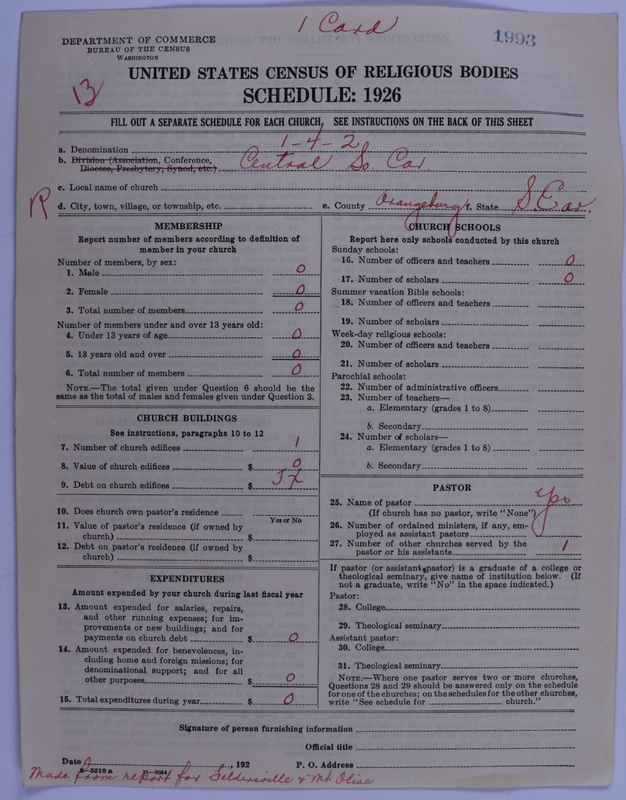 1 Card
1993
DEPARTMENT OF COMMERCE
BUREAU OF THE CENSUS
WASHINGTON
13
UNITED STATES CENSUS OF RELIGIOUS BODIES
SCHEDULE: 1926
FILL OUT A SEPARATE SCHEDULE FOR EACH CHURCH. SEE INSTRUCTIONS ON THE BACK OF THIS SHEET
a. Denomination 1-4-2
b. Division (Association, Conference, Diocese, Presbytery, Synod, etc.) Central So. Car
c. Local name of church
R
d. City, town, village, or township, etc. e. County Orangeburg f. State S. Car.
MEMBERSHIP
Report number of members according to definition of
member in your church
Number of members, by sex:
1. Male 0
2. Female 0
3. Total number of members 0
Number of members under and over 13 years old:
4. Under 13 years of age 0
5. 13 years old and over 0
6. Total number of members 0
NOTE.—The total given under Question 6 should be the
same as the total of males and females given under Question 3.
CHURCH BUILDINGS
See instructions, paragraphs 10 to 12
7. Number of church edifices 1
8. Value of church edifices $ 0
9. Debt on church edifices $
10. Does church own pastor's residence
Yes or No
11. Value of pastor's residence (if owned by
church) $
12. Debt on pastor's residence (if owned by
church) $
EXPENDITURES
Amount expended by your church during last fiscal year
13. Amount expended for salaries, repairs,
and other running expenses; for im-
provements or new buildings; and for
payments on church debt $ 0
14. Amount expended for benevolences, in-
cluding home and foreign missions; for
denominational support; and for all
other purposes $ 0
15. Total expenditures during year $ 0
CHURCH SCHOOLS
Report here only schools conducted by this church
Sunday schools:
16. Number of officers and teachers 0
17. Number of scholars 0
Summer vacation Bible schools:
18. Number of officers and teachers
19. Number of scholars
Week-day religious schools:
20. Number of officers and teachers
21. Number of scholars
Parochial schools:
22. Number of administrative officers
23. Number of teachers—
a. Elementary (grades 1 to 8)
b. Secondary
24. Number of scholars—
a. Elementary (grades 1 to 8)
b. Secondary
PASTOR
25. Name of pastor yes
(If church has no pastor, write "None")
26. Number of ordained ministers, if any, em-
ployed as assistant pastors
27. Number of other churches served by the
pastor or his assistants 1
If pastor (or assistant pastor) is a graduate of a college or
theological seminary, give name of institution below. (If
not a graduate, write "No" in the space indicated.)
Pastor:
28. College
29. Theological seminary
Assistant pastor:
30. College
31. Theological seminary
NOTE.—Where one pastor serves two or more churches,
Questions 28 and 29 should be answered only on the schedule
for one of the churches; on the schedules for the other churches,
write "See schedule for church."
Signature of person furnishing information
Official title
Date , 192 P. O. Address
8-5518a 11-9034
Made from report for Feldersville & Mt. Olive